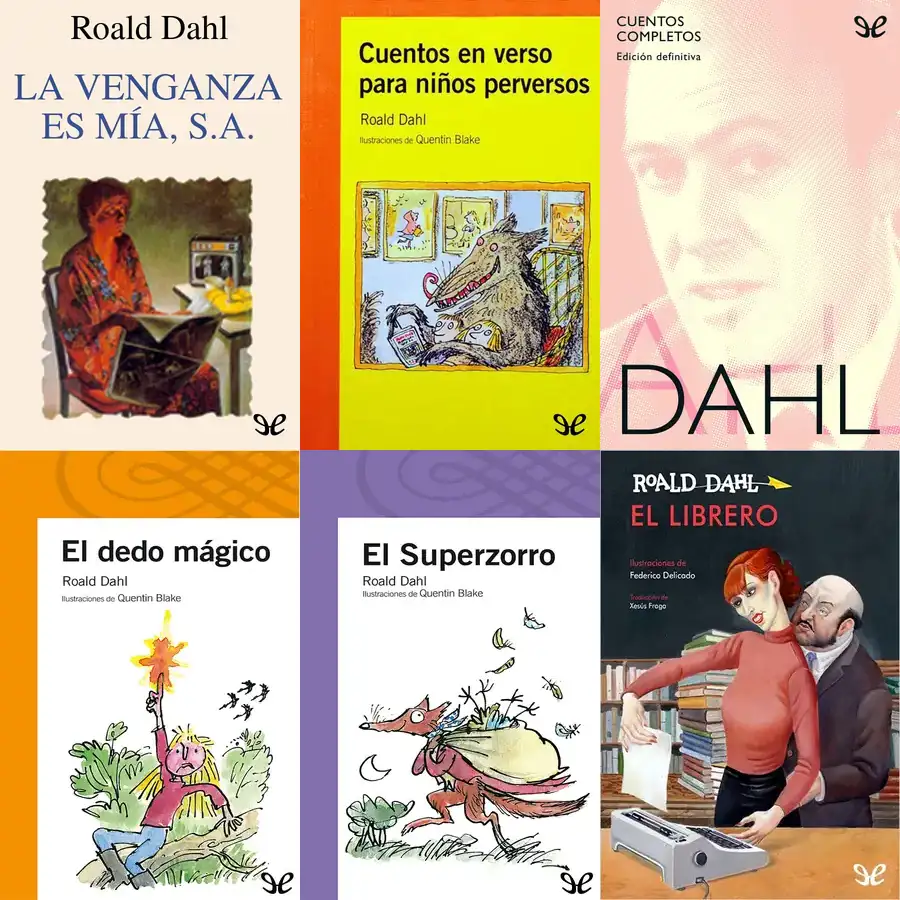 Roald Dahl
LA VENGANZA
ES MÍA, S.A.
Cuentos en verso
para niños perversos
Roald Dahl
Ilustraciones de Quentin Blake
CUENTOS
COMPLETOS
Edición definitiva
DAHL
El dedo mágico
Roald Dahl
Ilustraciones de Quentin Blake
El Superzorro
Roald Dahl
Ilustraciones de Quentin Blake
ROALD DAHL
EL LIBRERO
Ilustraciones de
Federico Delicado
Traducción de
Xesús Fraga